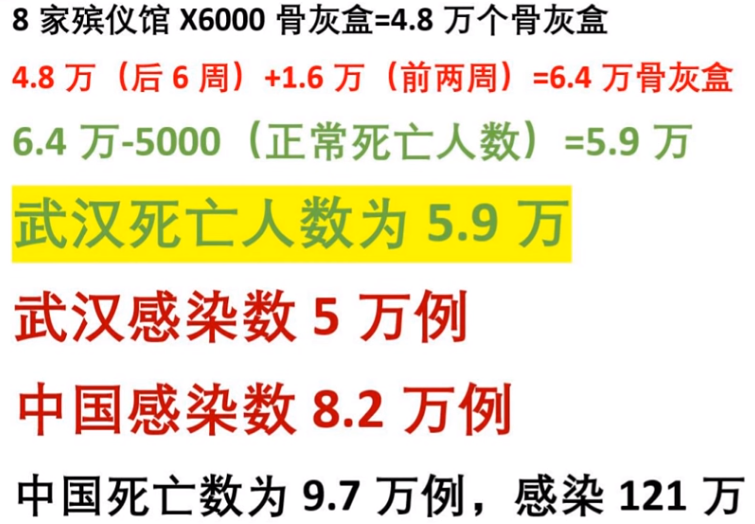 8 家殡仪馆 X6000 骨灰盒=4.8 万个骨灰盒
4.8 万（后 6 周）+1.6 万（前两周）=6.4 万骨灰盒
6.4 万-5000（正常死亡人数）=5.9 万
武汉死亡人数为 5.9 万
武汉感染数 5 万例
中国感染数 8.2 万例
中国死亡数为 9.7 万例，感染 121 万